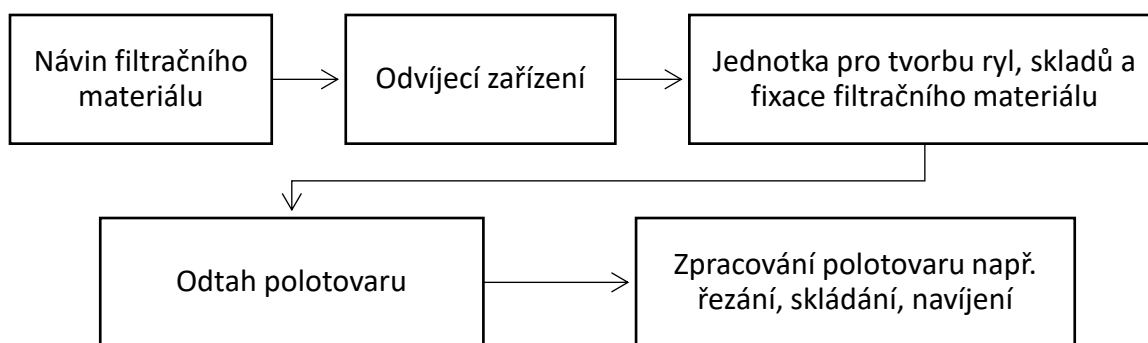 Návin filtračního
materiálu
Odvíjecí zařízení
Jednotka pro tvorbu ryl, skladů a
fixace filtračního materiálu
Odtah polotovaru
Zpracování polotovaru např.
řezání, skládání, navíjení